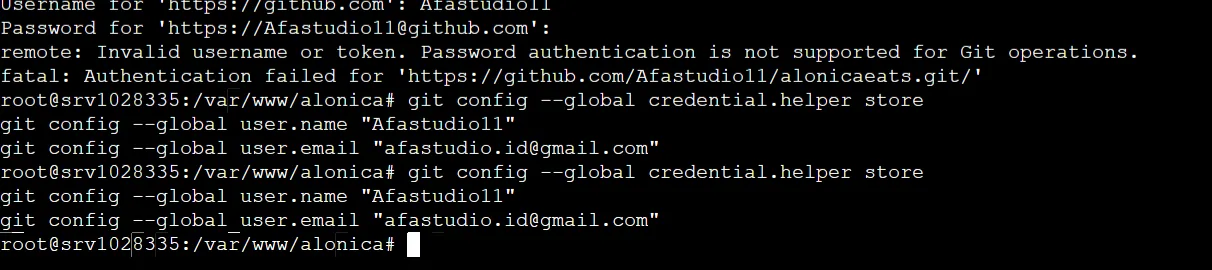 Username for 'https://github.com': Afastudio11
Password for 'https://Afastudio11@github.com':
remote: Invalid username or token. Password authentication is not supported for Git operations.
fatal: Authentication failed for 'https://github.com/Afastudio11/alonicaeats.git/'
root@srv1028335:/var/www/alonica# git config --global credential.helper store
git config --global user.name "Afastudio11"
git config --global user.email "afastudio.id@gmail.com"
root@srv1028335:/var/www/alonica# git config --global credential.helper store
git config --global user.name "Afastudio11"
git config --global user.email "afastudio.id@gmail.com"
root@srv1028335:/var/www/alonica#